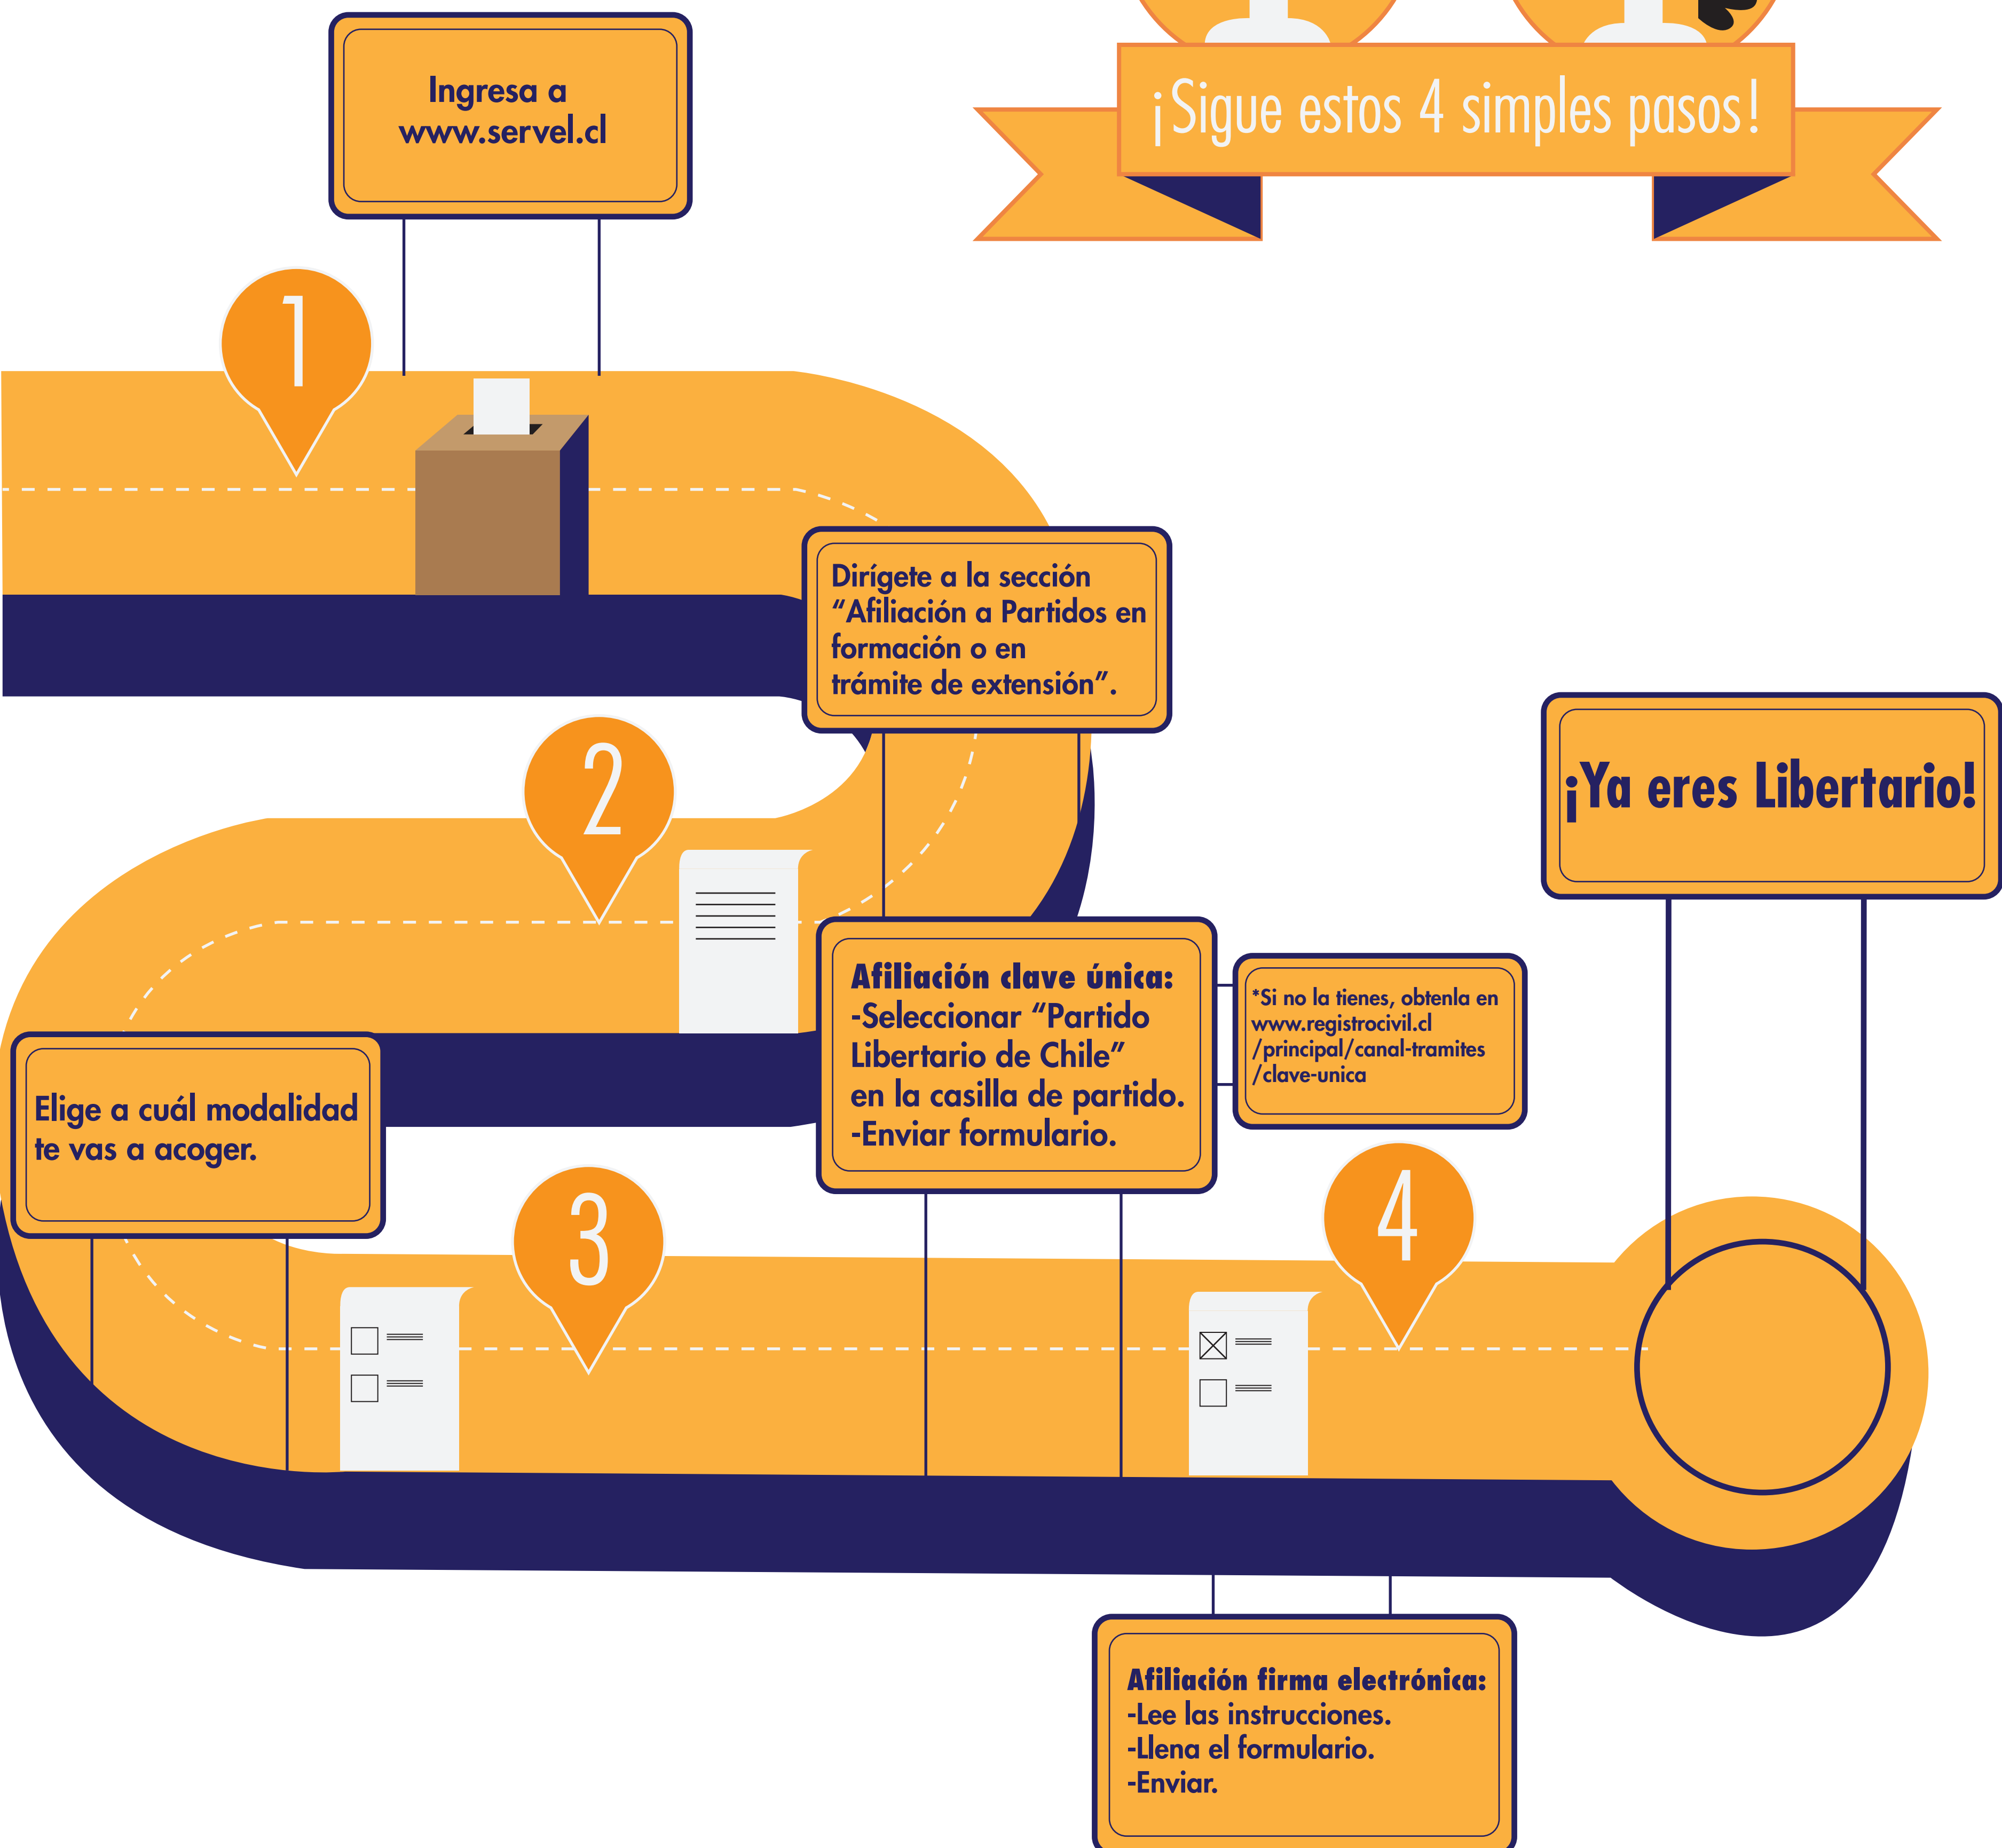 ¡Sigue estos 4 simples pasos!
Ingresa a
www.servel.cl
1
Dirígete a la sección
“Afiliación a Partidos en
formación o en
trámite de extensión”.
2
Elige a cuál modalidad
te vas a acoger.
3
Afiliación clave única:
-Seleccionar “Partido
Libertario de Chile”
en la casilla de partido.
-Enviar formulario.
*Si no la tienes, obtenla en
www.registrocivil.cl
/principal/canal-tramites
/clave-unica
4
Afiliación firma electrónica:
-Lee las instrucciones.
-Llena el formulario.
-Enviar.
¡Ya eres Libertario!